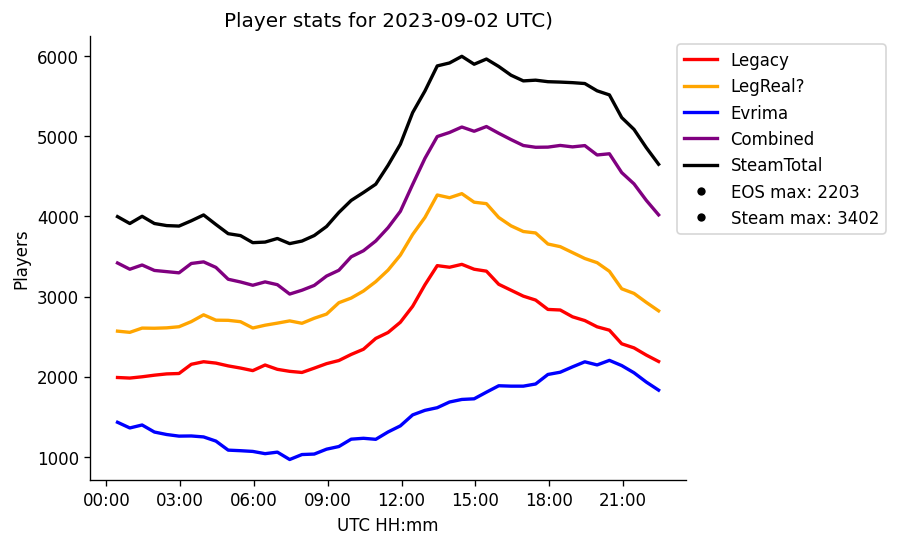 Player stats for 2023-09-02 UTC)
6000
5000
4000
3000
2000
1000
Players
00:00 03:00 06:00 09:00 12:00 15:00 18:00 21:00
UTC HH:mm
Legacy
LegReal?
Evrima
Combined
SteamTotal
EOS max: 2203
Steam max: 3402